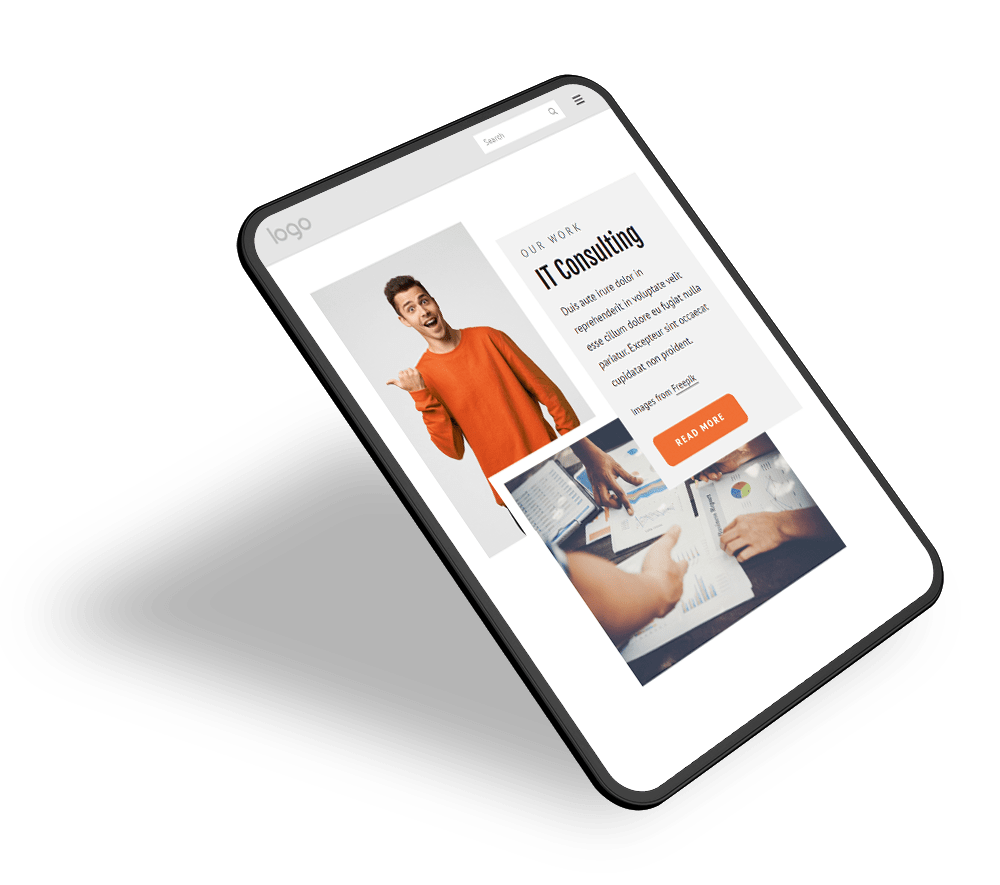 logo
Search
OUR WORK
IT Consulting
Duis aute irure dolor in
reprehenderit in voluptate velit
esse cillum dolore eu fugiat nulla
pariatur. Excepteur sint occaecat
cupidatat non proident.
Images from Freepik
READ MORE